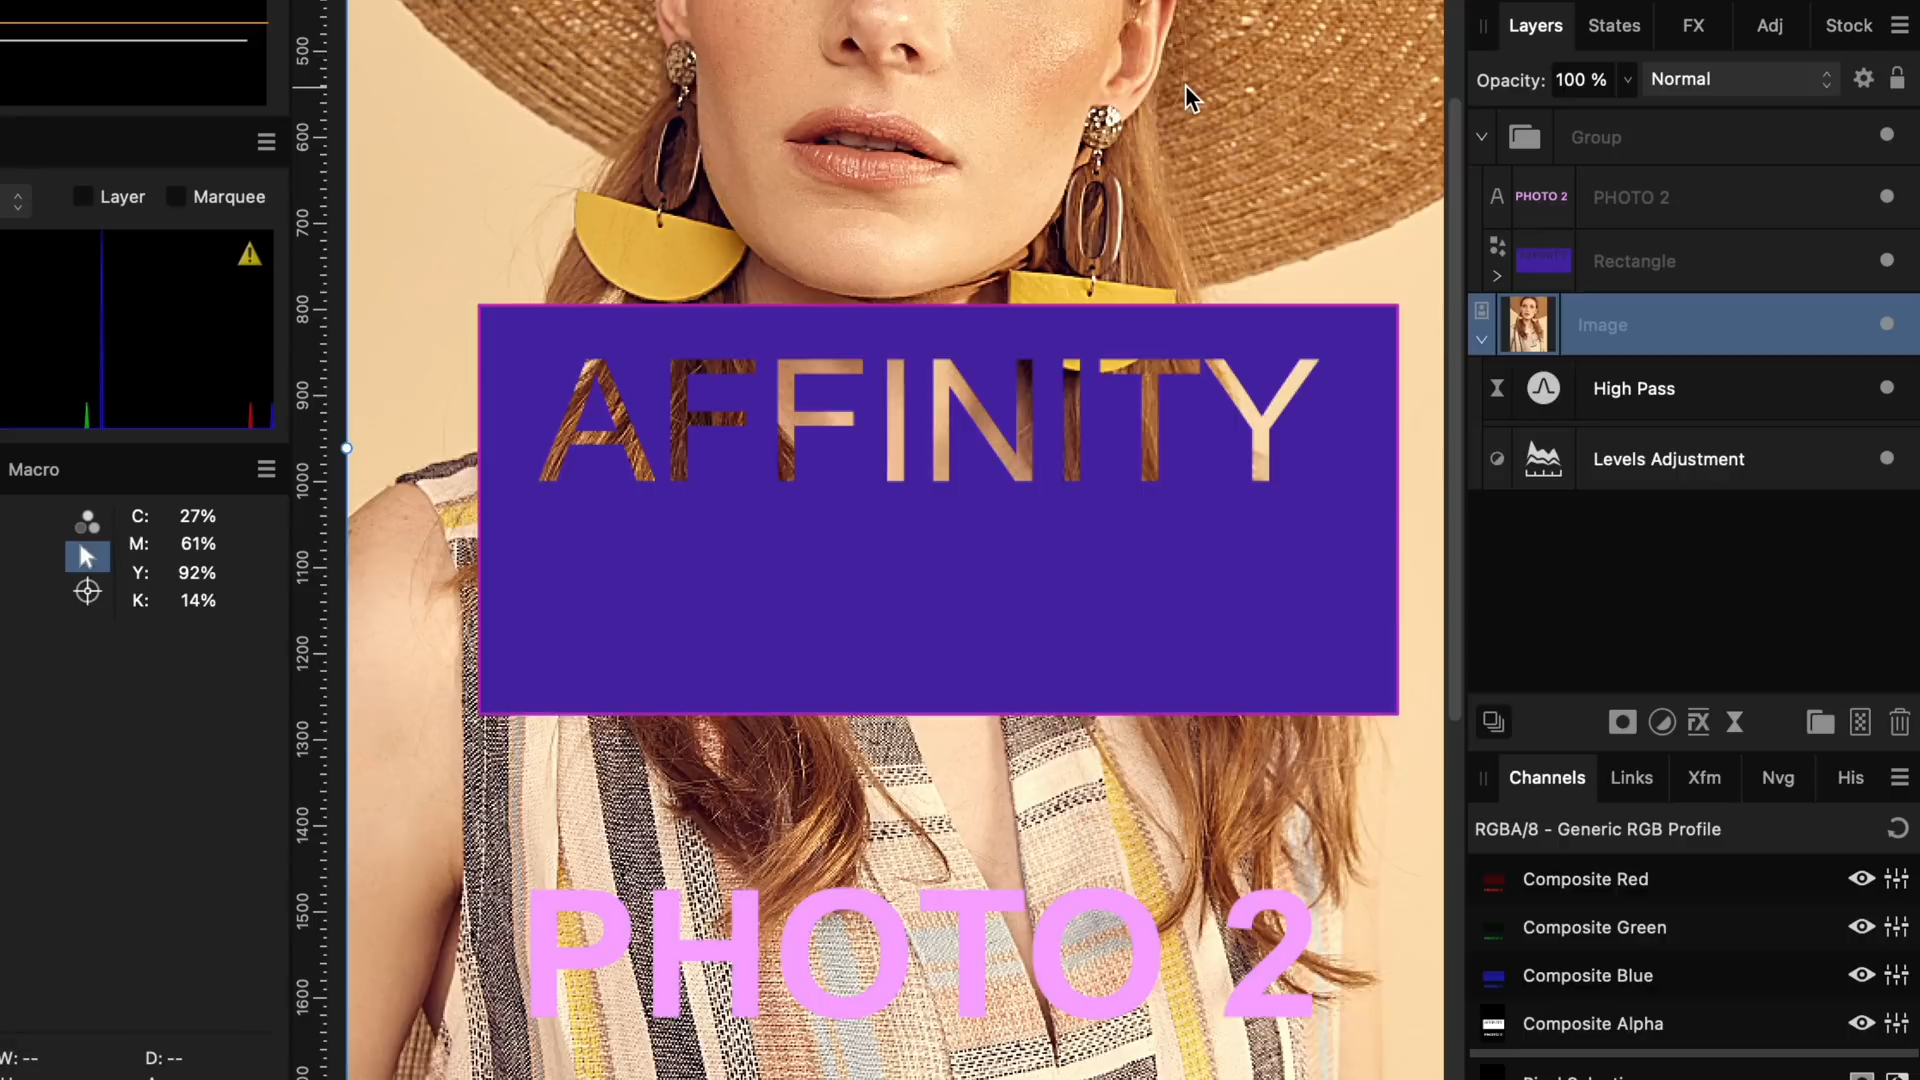 Layers States FX Adj Stock
Opacity: 100 % Normal
Group
A PHOTO 2 PHOTO 2
Rectangle
Image
High Pass
Levels Adjustment
Layer Marquee
Macro
C: 27%
M: 61%
Y: 92%
K: 14%
W: -- D: --
500
600
700
800
900
1000
1100
1200
1300
1400
1500
1600
AFFINITY
PHOTO 2
FX
Channels Links Xfm Nvg His
RGBA/8 - Generic RGB Profile
Composite Red
Composite Green
Composite Blue
Composite Alpha